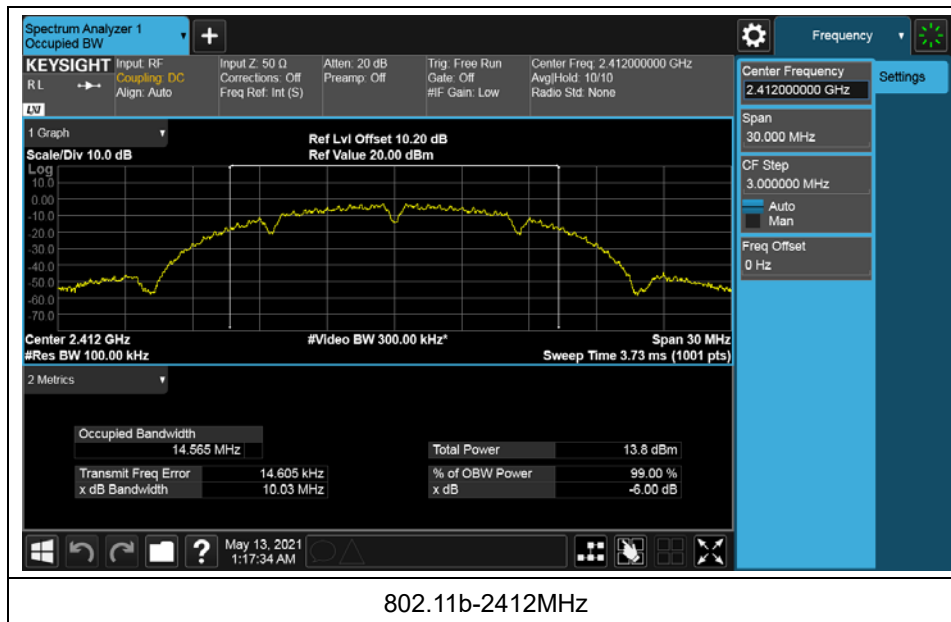 Spectrum Analyzer 1
Occupied BW
+
Frequency
KEYSIGHT
R L
LXI
Input: RF
Coupling: DC
Align: Auto
Input Z: 50 Ω
Corrections: Off
Freq Ref: Int (S)
Atten: 20 dB
Preamp: Off
Trig: Free Run
Gate: Off
#IF Gain: Low
Center Freq: 2.412000000 GHz
Avg|Hold: 10/10
Radio Std: None
Center Frequency
2.412000000 GHz
Settings
Span
30.000 MHz
CF Step
3.000000 MHz
Auto
Man
Freq Offset
0 Hz
1 Graph
Scale/Div 10.0 dB
Ref Lvl Offset 10.20 dB
Ref Value 20.00 dBm
Log
10.0
0.00
-10.0
-20.0
-30.0
-40.0
-50.0
-60.0
-70.0
Center 2.412 GHz
#Res BW 100.00 kHz
#Video BW 300.00 kHz*
Span 30 MHz
Sweep Time 3.73 ms (1001 pts)
2 Metrics
Occupied Bandwidth
14.565 MHz
Total Power 13.8 dBm
Transmit Freq Error 14.605 kHz
% of OBW Power 99.00 %
x dB Bandwidth 10.03 MHz
x dB -6.00 dB
?
May 13, 2021
1:17:34 AM
802.11b-2412MHz